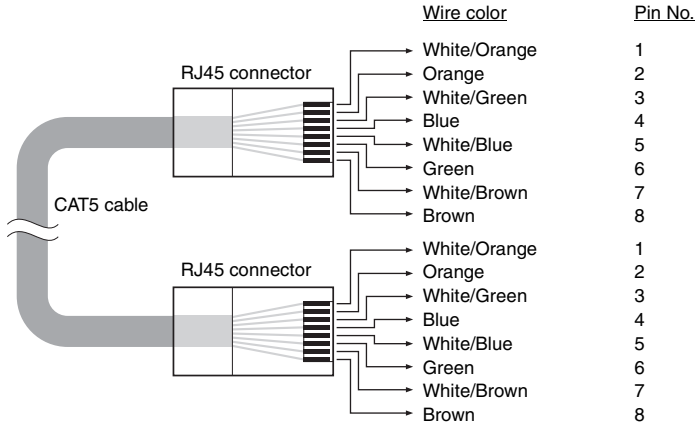 Wire color Pin No.
White/Orange 1
RJ45 connector
Orange 2
White/Green 3
Blue 4
White/Blue 5
Green 6
White/Brown 7
CAT5 cable
Brown 8
White/Orange 1
RJ45 connector
Orange 2
White/Green 3
Blue 4
White/Blue 5
Green 6
White/Brown 7
Brown 8